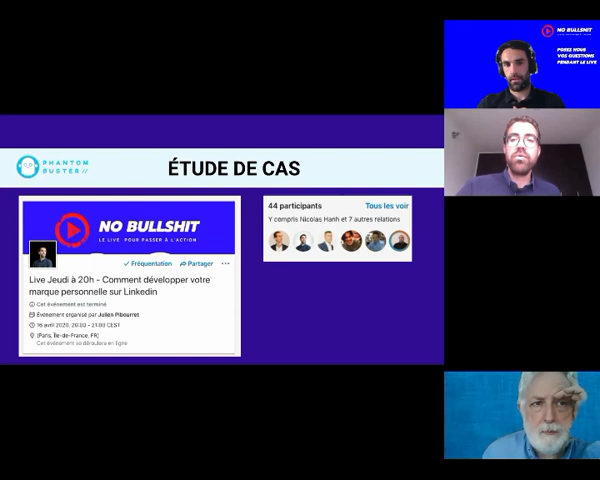 NO BULLSHIT
POSEZ NOUS
VOS QUESTIONS
PENDANT LE LIVE
PHANTOM
BUSTER //
ÉTUDE DE CAS
NO BULLSHIT
LE LIVE POUR PASSER À L'ACTION
✓ Fréquentation
Partager
...
Live Jeudi à 20h - Comment développer votre
marque personnelle sur Linkedin
Cet événement est terminé
Événement organisé par Julien Pibourret
16 avril 2020, 20:00 - 21:00 CEST
(Paris, Île-de-France, FR)
Cet événement se déroulera en ligne
44 participants
Tous les voir
Y compris Nicolas Hanh et 7 autres relations